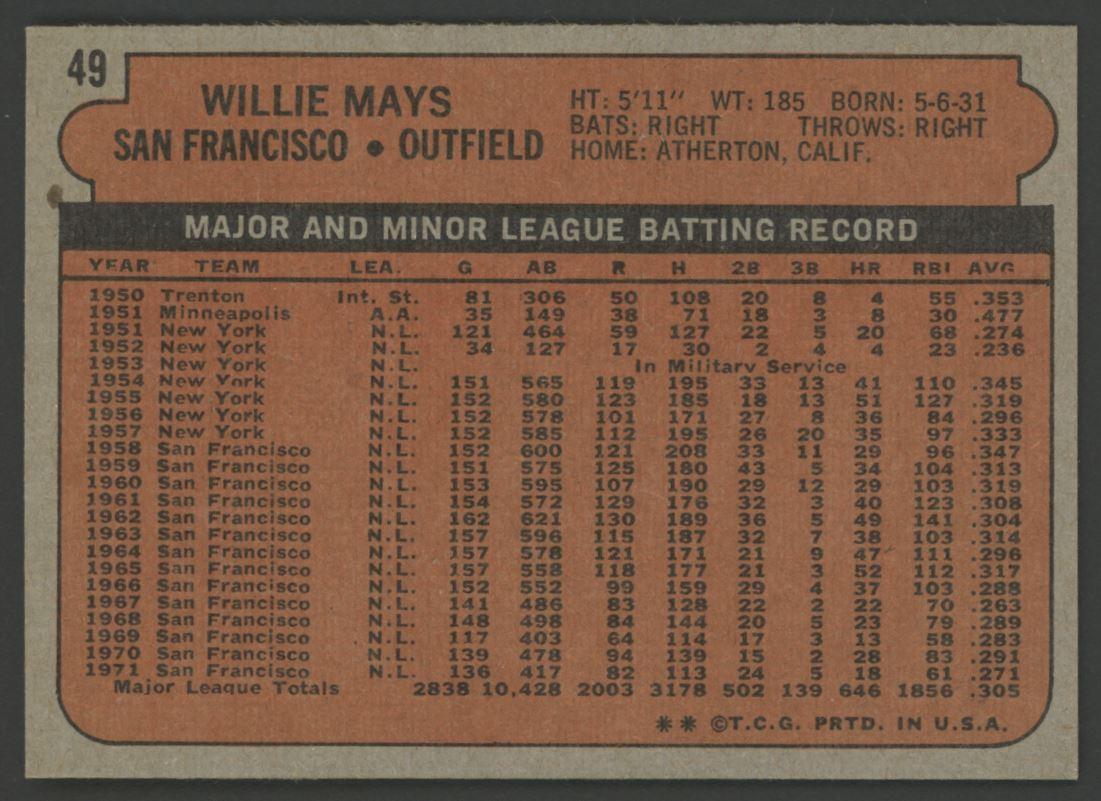 49
WILLIE MAYS
SAN FRANCISCO • OUTFIELD
HT: 5'11" WT: 185 BORN: 5-6-31
BATS: RIGHT THROWS: RIGHT
HOME: ATHERTON, CALIF.
MAJOR AND MINOR LEAGUE BATTING RECORD
YEAR TEAM LEA. G AB R H 2B 3B HR RBI AVG
1950 Trenton Int. St. 81 306 50 108 20 8 4 55 .353
1951 Minneapolis A.A. 35 149 38 71 18 3 8 30 .477
1951 New York N.L. 121 464 59 127 22 5 20 68 .274
1952 New York N.L. 34 127 17 30 2 4 4 23 .236
1953 New York N.L. In Military Service
1954 New York N.L. 151 565 119 195 33 13 41 110 .345
1955 New York N.L. 152 580 123 185 18 13 51 127 .319
1956 New York N.L. 152 578 101 171 27 8 36 84 .296
1957 New York N.L. 152 585 112 195 26 20 35 97 .333
1958 San Francisco N.L. 152 600 121 208 33 11 29 96 .347
1959 San Francisco N.L. 151 575 125 180 43 5 34 104 .313
1960 San Francisco N.L. 153 595 107 190 29 12 29 103 .319
1961 San Francisco N.L. 154 572 129 176 32 3 40 123 .308
1962 San Francisco N.L. 162 621 130 189 36 5 49 141 .304
1963 San Francisco N.L. 157 596 115 187 32 7 38 103 .314
1964 San Francisco N.L. 157 578 121 171 21 9 47 111 .296
1965 San Francisco N.L. 157 558 118 177 21 3 52 112 .317
1966 San Francisco N.L. 152 552 99 159 29 4 37 103 .288
1967 San Francisco N.L. 141 486 83 128 22 2 22 70 .263
1968 San Francisco N.L. 148 498 84 144 20 5 23 79 .289
1969 San Francisco N.L. 117 403 64 114 17 3 13 58 .283
1970 San Francisco N.L. 139 478 94 139 15 2 28 83 .291
1971 San Francisco N.L. 136 417 82 113 24 5 18 61 .271
Major League Totals 2838 10,428 2003 3178 502 139 646 1856 .305
** ©T.C.G. PRTD. IN U.S.A.